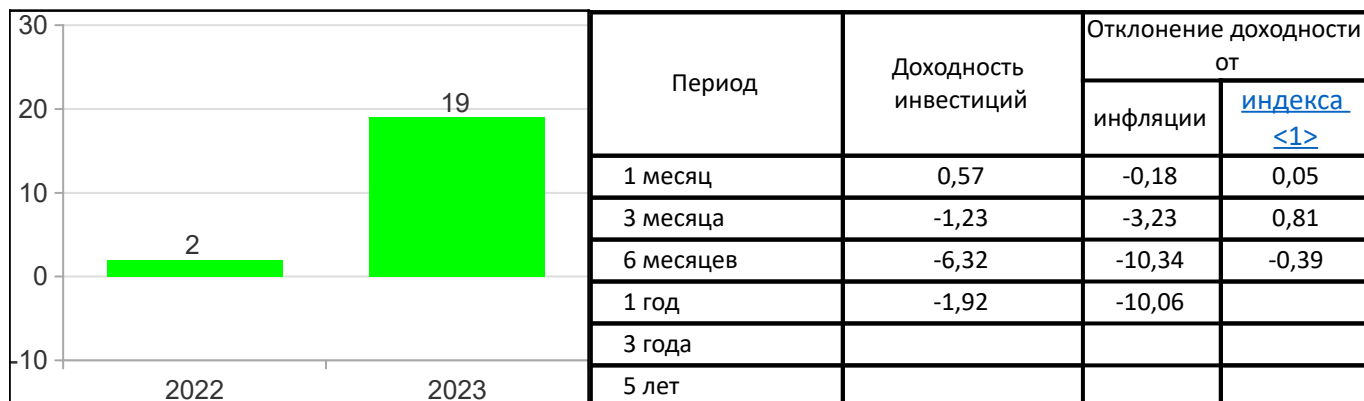 30
20
10
0
-10
2
19
2022
2023
Период
Доходность
инвестиций
Отклонение доходности
от
инфляции
индекса
<1>
1 месяц 0,57 -0,18 0,05
3 месяца -1,23 -3,23 0,81
6 месяцев -6,32 -10,34 -0,39
1 год -1,92 -10,06
3 года
5 лет